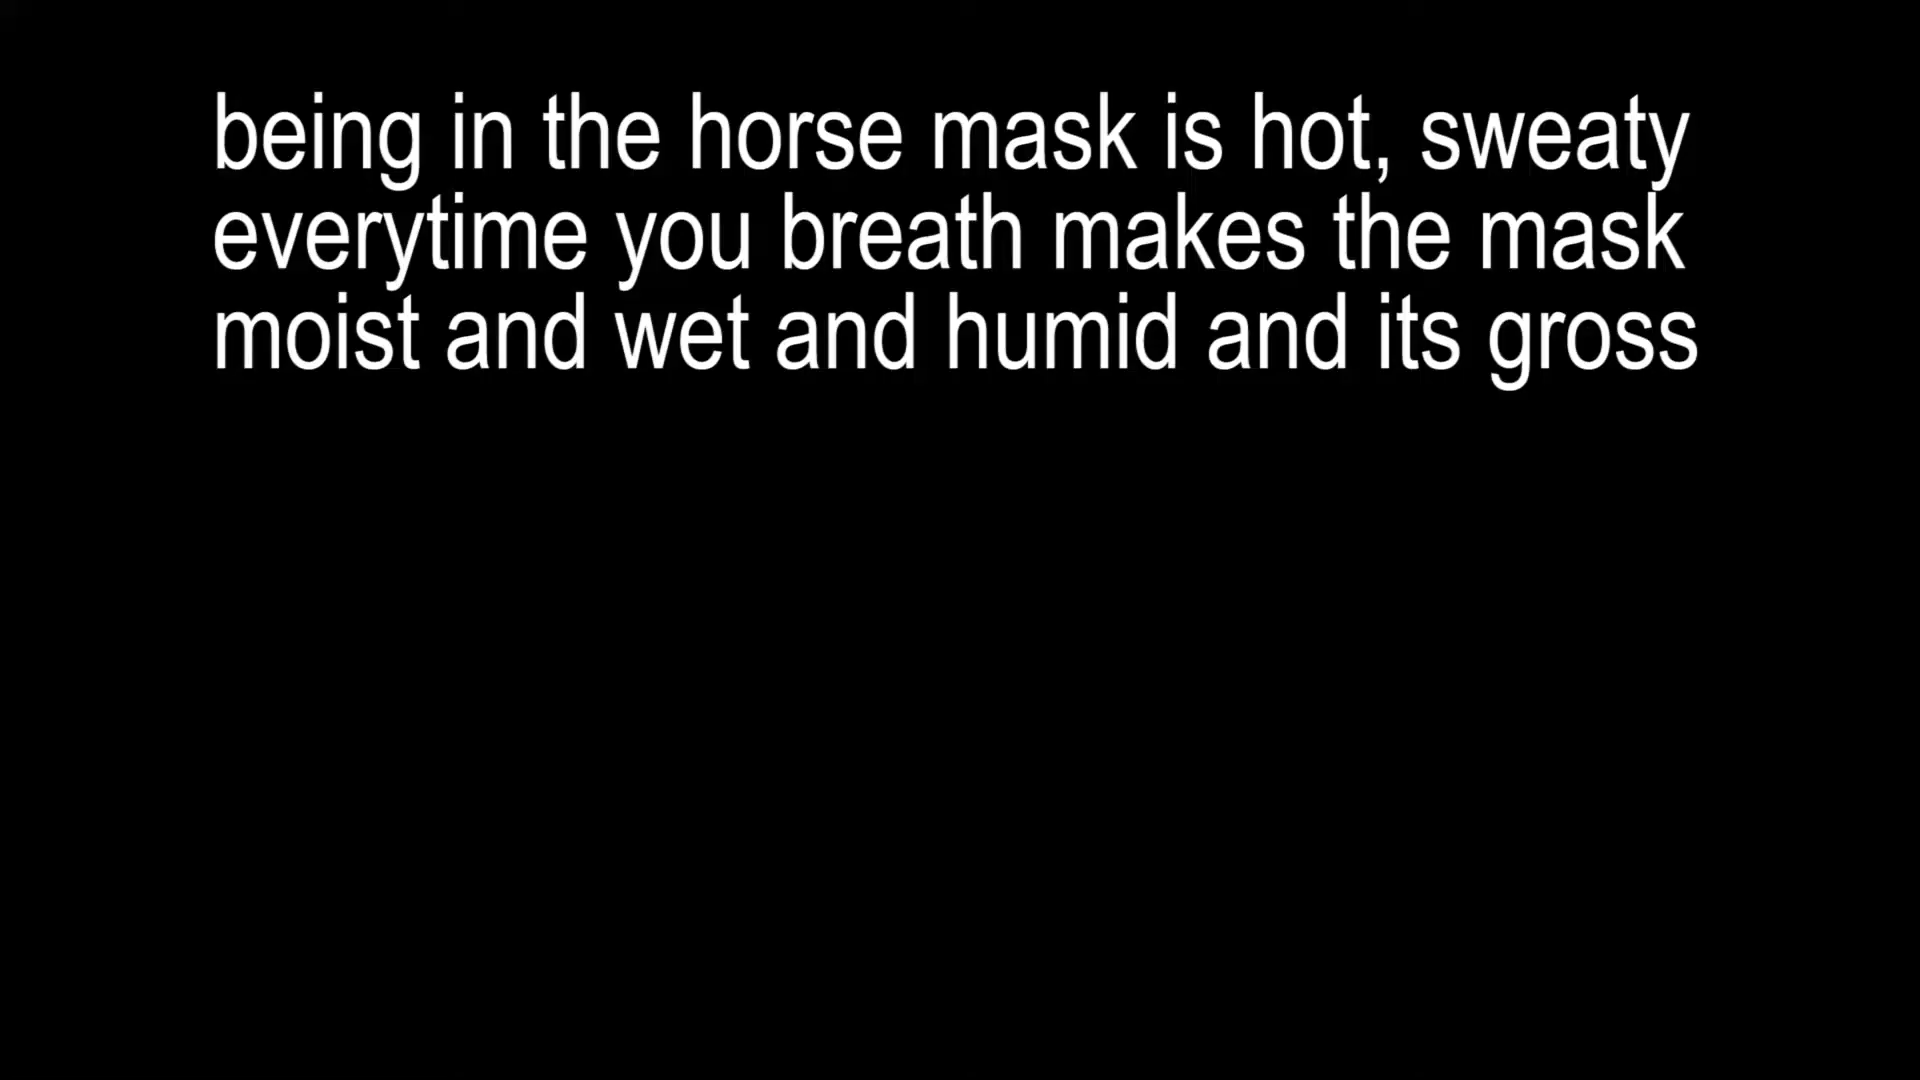 being in the horse mask is hot, sweaty
everytime you breath makes the mask
moist and wet and humid and its gross